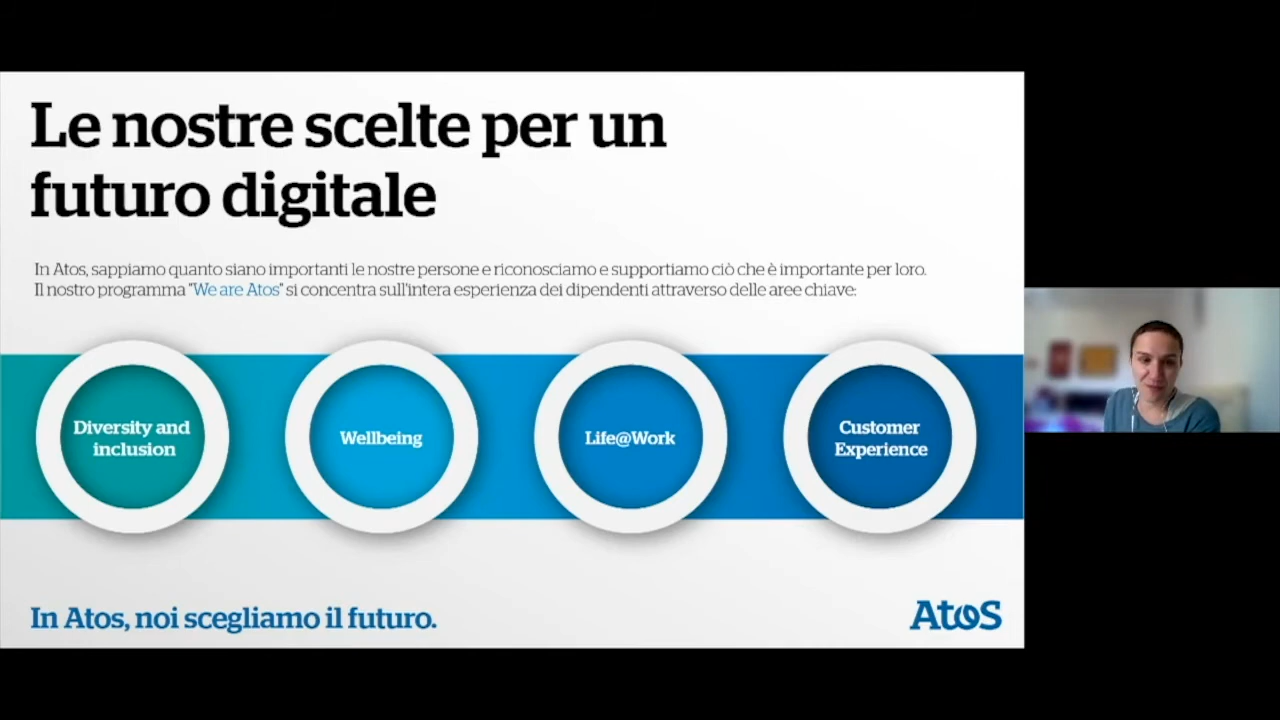 Le nostre scelte per un
futuro digitale
In Atos, sappiamo quanto siano importanti le nostre persone e riconosciamo e supportiamo ciò che è importante per loro.
Il nostro programma "We are Atos" si concentra sull'intera esperienza dei dipendenti attraverso delle aree chiave:
Diversity and
inclusion
Wellbeing
Life@Work
Customer
Experience
In Atos, noi scegliamo il futuro.
Atos